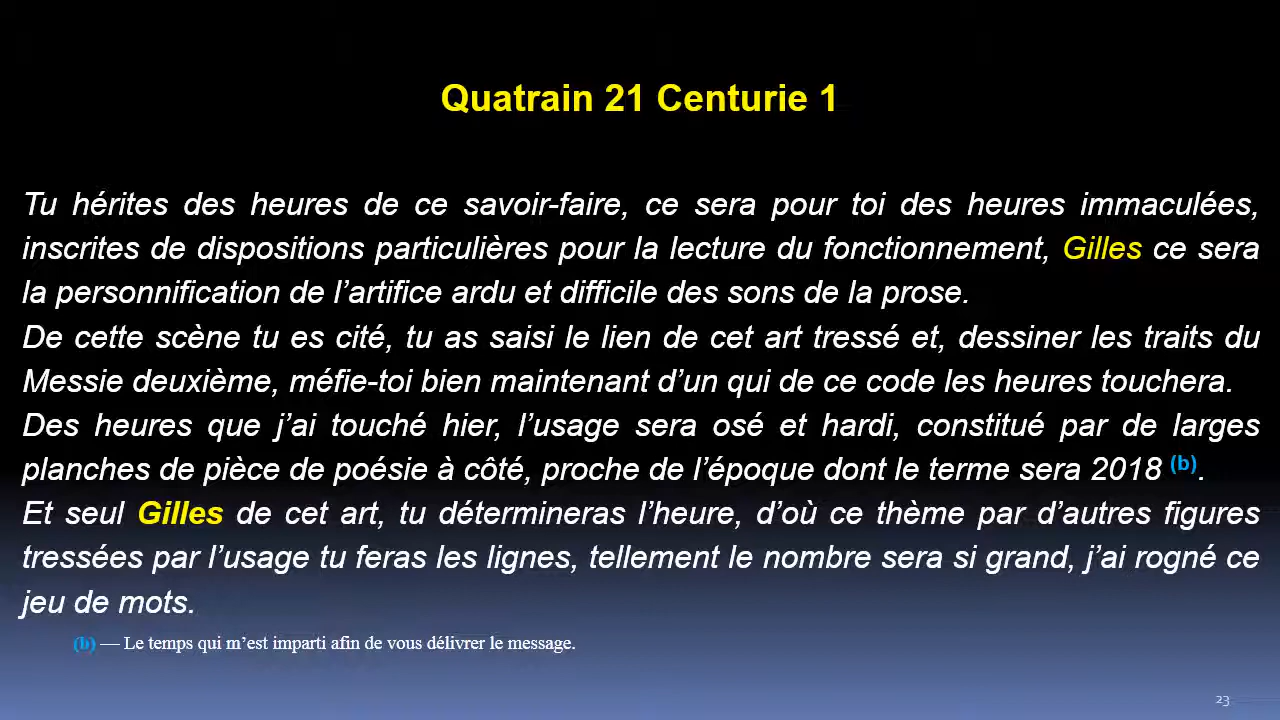 Quatrain 21 Centurie 1
Tu hérites des heures de ce savoir-faire, ce sera pour toi des heures immaculées,
inscrites de dispositions particulières pour la lecture du fonctionnement, Gilles ce sera
la personnification de l’artifice ardu et difficile des sons de la prose.
De cette scène tu es cité, tu as saisi le lien de cet art tressé et, dessiner les traits du
Messie deuxième, méfie-toi bien maintenant d’un qui de ce code les heures touchera.
Des heures que j’ai touché hier, l’usage sera osé et hardi, constitué par de larges
planches de pièce de poésie à côté, proche de l’époque dont le terme sera 2018 (b).
Et seul Gilles de cet art, tu détermineras l’heure, d’où ce thème par d’autres figures
tressées par l’usage tu feras les lignes, tellement le nombre sera si grand, j’ai rogné ce
jeu de mots.
(b) — Le temps qui m’est imparti afin de vous délivrer le message.
23